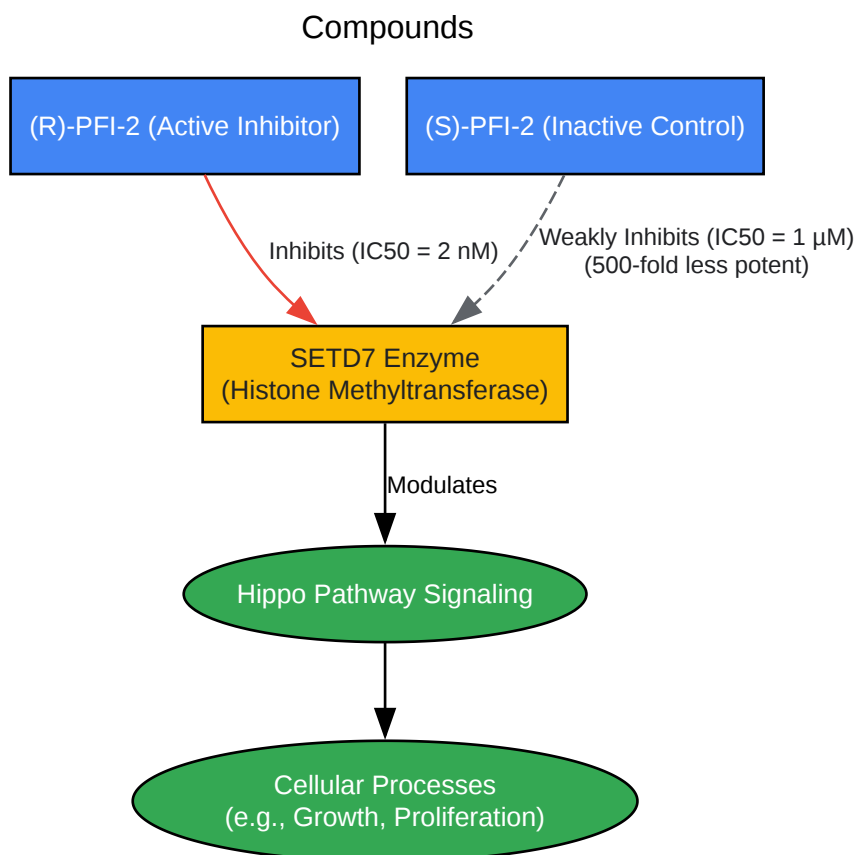 Compounds
(R)-PFI-2 (Active Inhibitor)
(S)-PFI-2 (Inactive Control)
Inhibits (IC50 = 2 nM)
Weakly Inhibits (IC50 = 1 µM)
(500-fold less potent)
SETD7 Enzyme
(Histone Methyltransferase)
Modulates
Hippo Pathway Signaling
Cellular Processes
(e.g., Growth, Proliferation)